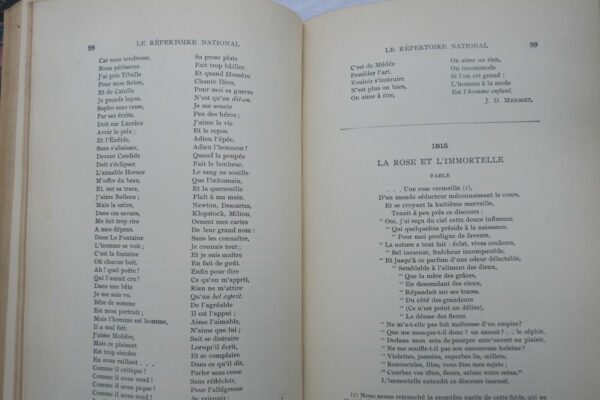 98
LE RÉPERTOIRE NATIONAL
Car sans tendresse,
Nous périssons.
J'ai pris Tibulle
Pour mon Solon,
Et de Catulle
Je prends leçon.
Sapho sans cesse,
Par ses écrits,
Doit sur Lucrèce
Avoir le prix ;
Et l'Énéide,
Sans s'abaisser,
Devant Candide
Doit s'éclipser.
L'aimable Horace
M'offre du beau,
Et, sur sa trace,
J'aime Boileau ;
Mais la satire,
Dans ces auteurs,
Me fait trop rire
A mes dépens.
Dans La Fontaine
L'homme se voit ;
C'est la fontaine
Où chacun boit.
Ah ! quel poète !
Qui l'aurait cru ?
Dans une bête
Je me suis vu.
Bête de somme
Est mon portrait ;
Mais l'homme est homme,
Il a mal fait.
J'aime Molière,
Mais ce plaisant
Est trop sincère
En nous raillant . . .
Comme il critique !
Comme il nous rend !
Comme il nous pique !
Sa prose plate
Fait trop bâiller.
Et quand Homère
Chante Ilion,
Pour moi sa guerre
N'est qu'un dit-on.
Je me soucie
Peu des héros ;
J'aime la vie
Et le repos.
Adieu l'épée,
Adieu l'honneur !
Quand la poupée
Fait le bonheur.
Le sang ne souille
Que l'inhumain,
Et la quenouille
Plaît à ma main.
Newton, Descartes,
Klopstock, Milton,
Ornent mes cartes
De leur grand nom :
Sans les connaître,
Je connais tout ;
Et je suis maître
En fait de goût.
Enfin pour dire
Ce qu'on m'apprit,
Rien ne m'attire
Qu'un bel esprit.
De l'agréable
Il est l'appui ;
Aime l'aimable,
N'aime que lui ;
Sait se distraire
Lorsqu'il écrit,
Et se complaire
Dans ce qu'il dit.
Parler sans cesse
Sans réfléchir,
Pour l'allégresse
LE RÉPERTOIRE NATIONAL
99
C'est de Médée
Posséder l'art.
Vouloir s'instruire
N'est plus un bien,
On aime à rire,
On aime un rien,
On incommode
Si l'on est grand :
L'homme à la mode
Est l'homme enfant.
J. D. MERMET.
1815
LA ROSE ET L'IMMORTELLE
FABLE
. . . Une rose vermeille (1),
D'un monde séducteur méconnaissant le cours,
Et se croyant la huitième merveille,
Tenait à peu près ce discours :
“ Oui, j'ai reçu du ciel cette douce influence
“ Qui quelquefois préside à la naissance.
“ Pour moi prodigue de faveurs,
“ La nature a tout fait : éclat, vives couleurs,
“ Bel incarnat, fraîcheur incomparable,
“ Et jusqu'à ce parfum d'une odeur délectable,
“ Semblable à l'aliment des dieux,
“ Que la mère des grâces,
“ En descendant des cieux,
“ Répandait sur ses traces.
“ Du côté des grandeurs
“ (Ce n'est point un délire),
“ La déesse des fleurs
“ Ne m'a-t-elle pas fait maîtresse d'un empire?
“ Que me manque-t-il donc ? un amant ? . . . le zéphir,
“ Dedans mon sein de pourpre entr'ouvert au plaisir,
“ Ne me souffle-t-il pas son amoureuse haleine ?
“ Violettes, jasmins, superbes lis, œillets,
“ Renoncules, lilas, vous êtes mes sujets :
“ Courbez vos têtes, fleurs, saluez votre reine.”
L'immortelle entendit ce discours insensé,
(1) Nous avons retranché la première partie de cette fable, qui ne